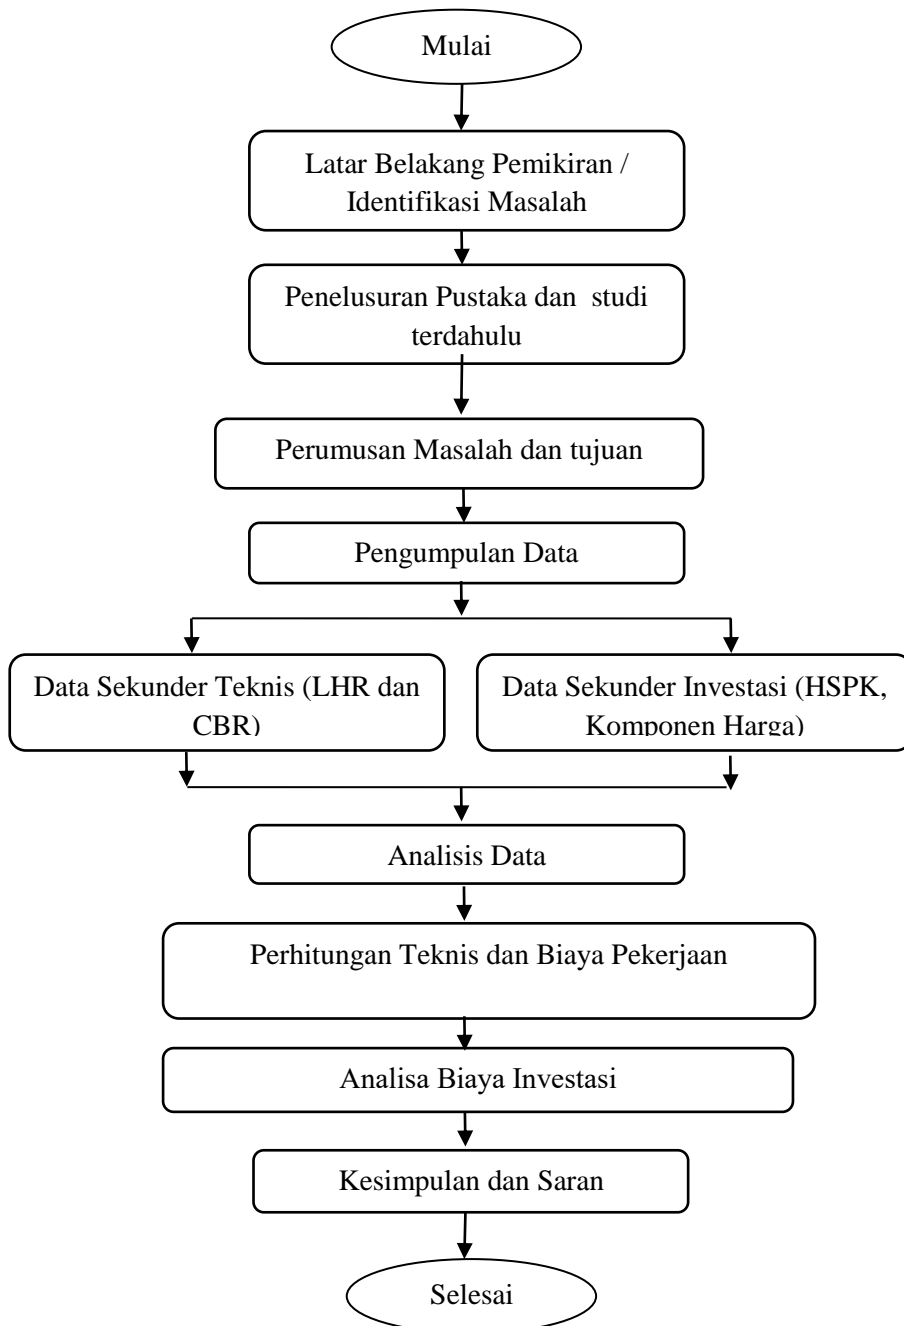 Mulai
Latar Belakang Pemikiran /
Identifikasi Masalah
Penelusuran Pustaka dan studi
terdahulu
Perumusan Masalah dan tujuan
Pengumpulan Data
Data Sekunder Teknis (LHR dan
CBR)
Data Sekunder Investasi (HSPK,
Komponen Harga)
Analisis Data
Perhitungan Teknis dan Biaya Pekerjaan
Analisa Biaya Investasi
Kesimpulan dan Saran
Selesai